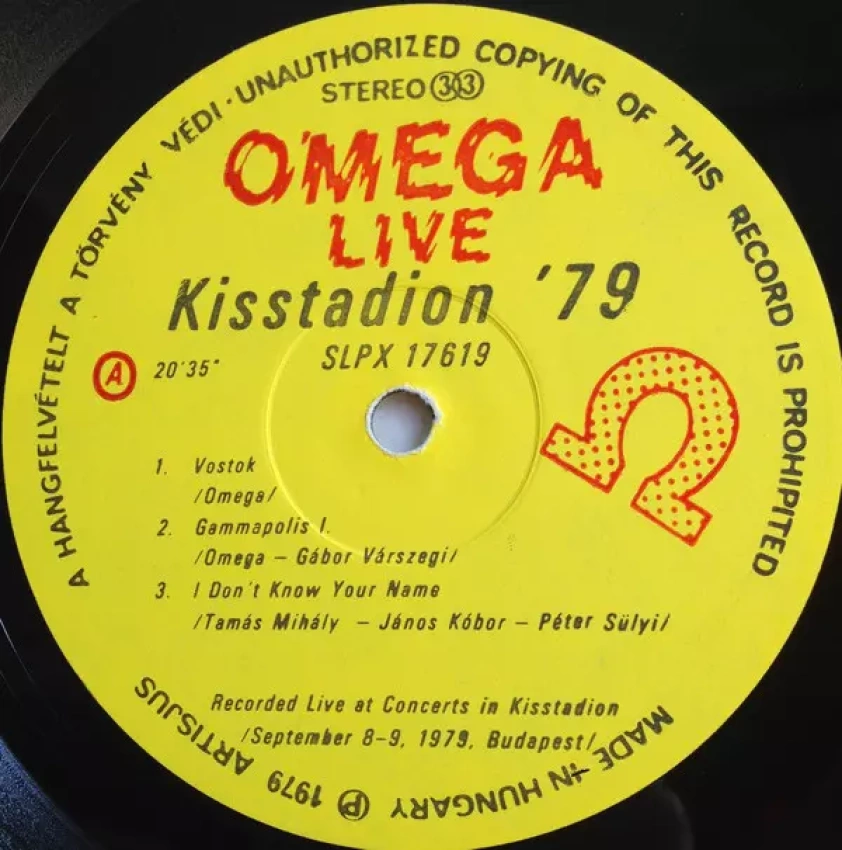 A HANGFELVÉTELT A TÖRVÉNY VÉDI · UNAUTHORIZED COPYING OF THIS RECORD IS PROHIPITED
STEREO 33
OMEGA
LIVE
Kisstadion '79
SLPX 17619
A 20'35"
Ω
1. Vostok
/Omega/
2. Gammapolis I.
/Omega – Gábor Várszegi/
3. I Don't Know Your Name
/Tamás Mihály – János Kóbor – Péter Sülyi/
Recorded Live at Concerts in Kisstadion
/September 8-9, 1979, Budapest/
MADE IN HUNGARY ℗ 1979 ARTISJUS